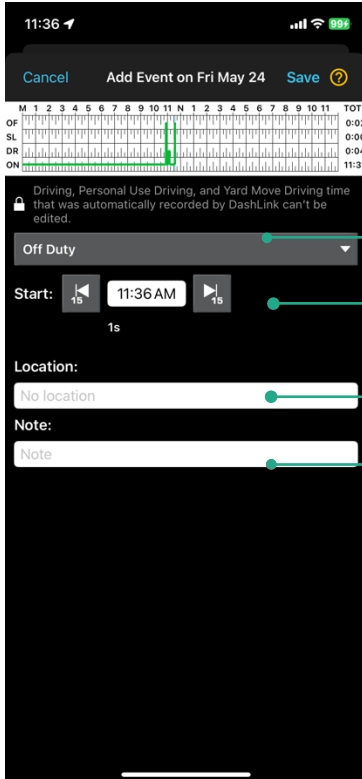 11:36
99+
Cancel Add Event on Fri May 24 Save ?
M 1 2 3 4 5 6 7 8 9 10 11 N 1 2 3 4 5 6 7 8 9 10 11 TOT
OF
SL
DR
ON
Driving, Personal Use Driving, and Yard Move Driving time
that was automatically recorded by DashLink can't be
edited.
Off Duty
Start: 15 11:36 AM 15
1s
Location:
No location
Note:
Note